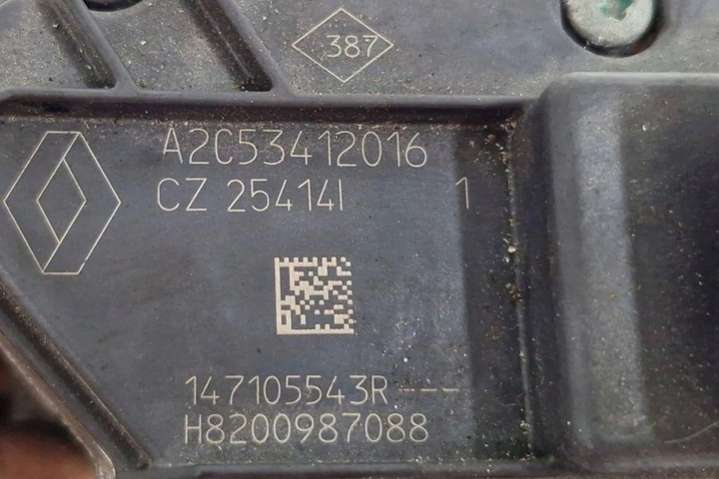 387
A2C53412016
CZ 25414I 1
147105543R---
H8200987088